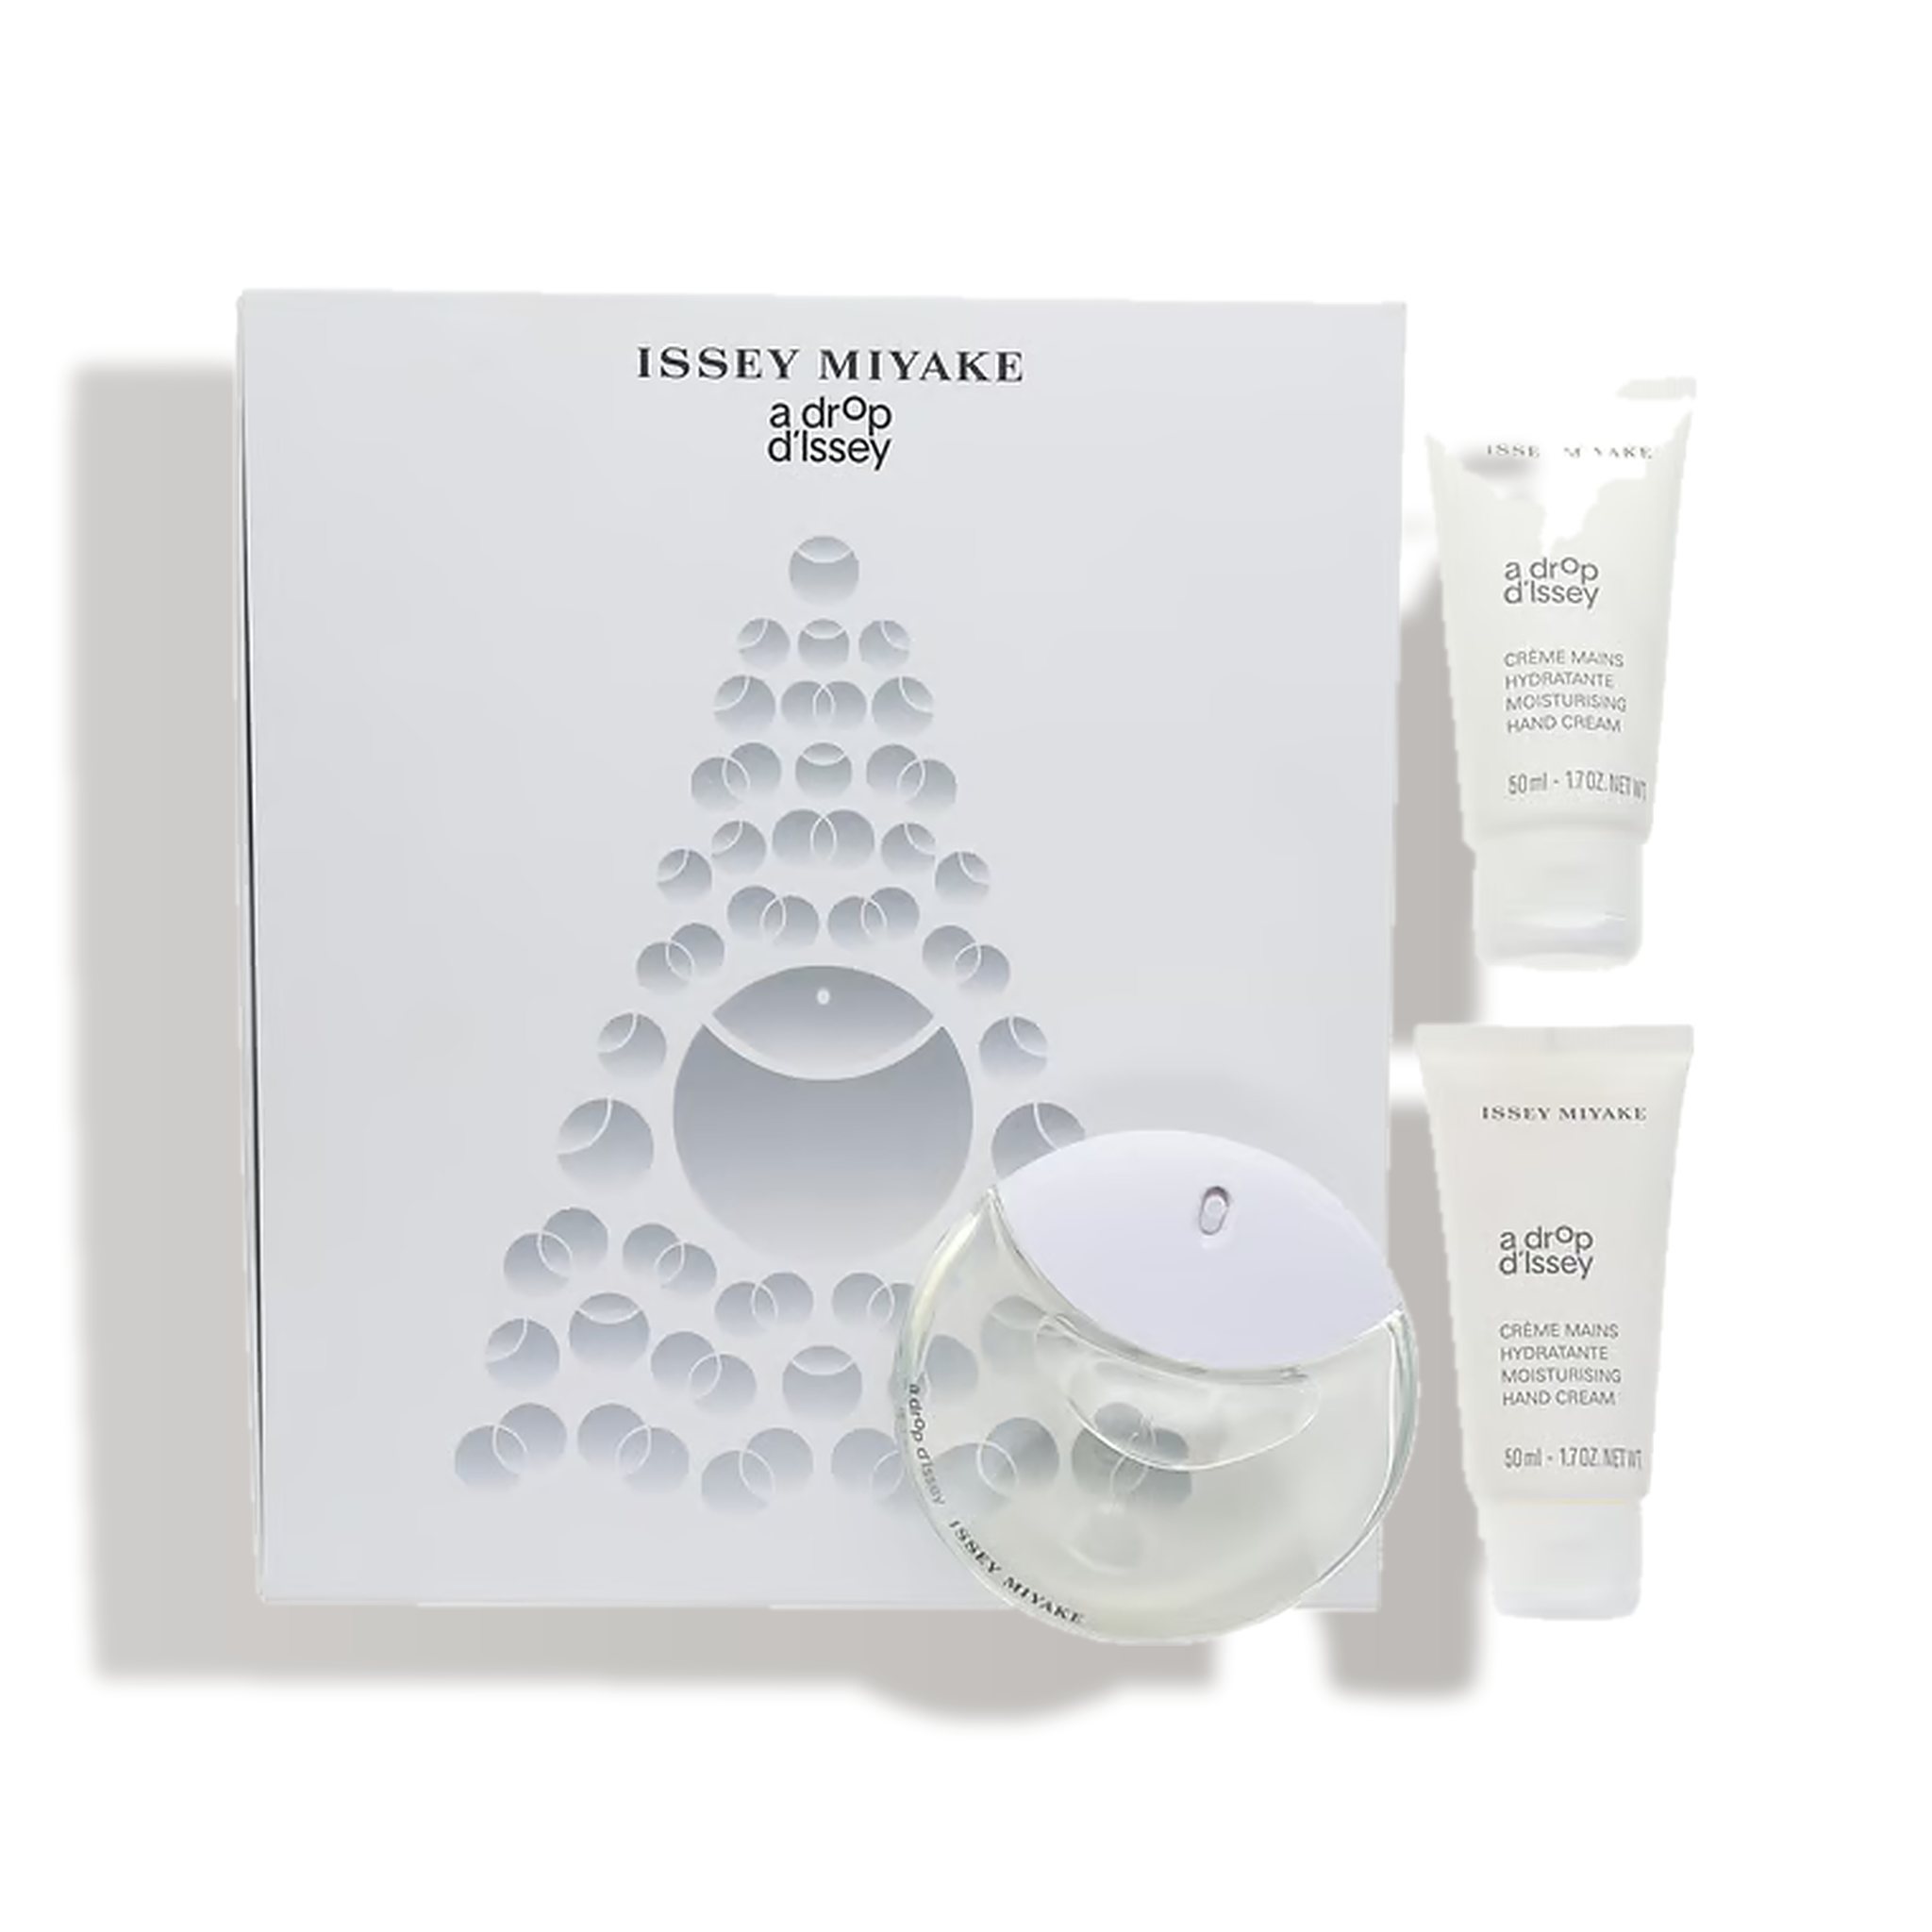 ISSEY MIYAKE
a drop
d'Issey
ISSE MIYAKE
a drop
d'Issey
CRÈME MAINS
HYDRATANTE
MOISTURISING
HAND CREAM
50 ml - 1.7 OZ. NET WT.
ISSEY MIYAKE
a drop
d'Issey
CRÈME MAINS
HYDRATANTE
MOISTURISING
HAND CREAM
50 ml - 1.7 OZ. NET WT.
a drop d'Issey ISSEY MIYAKE